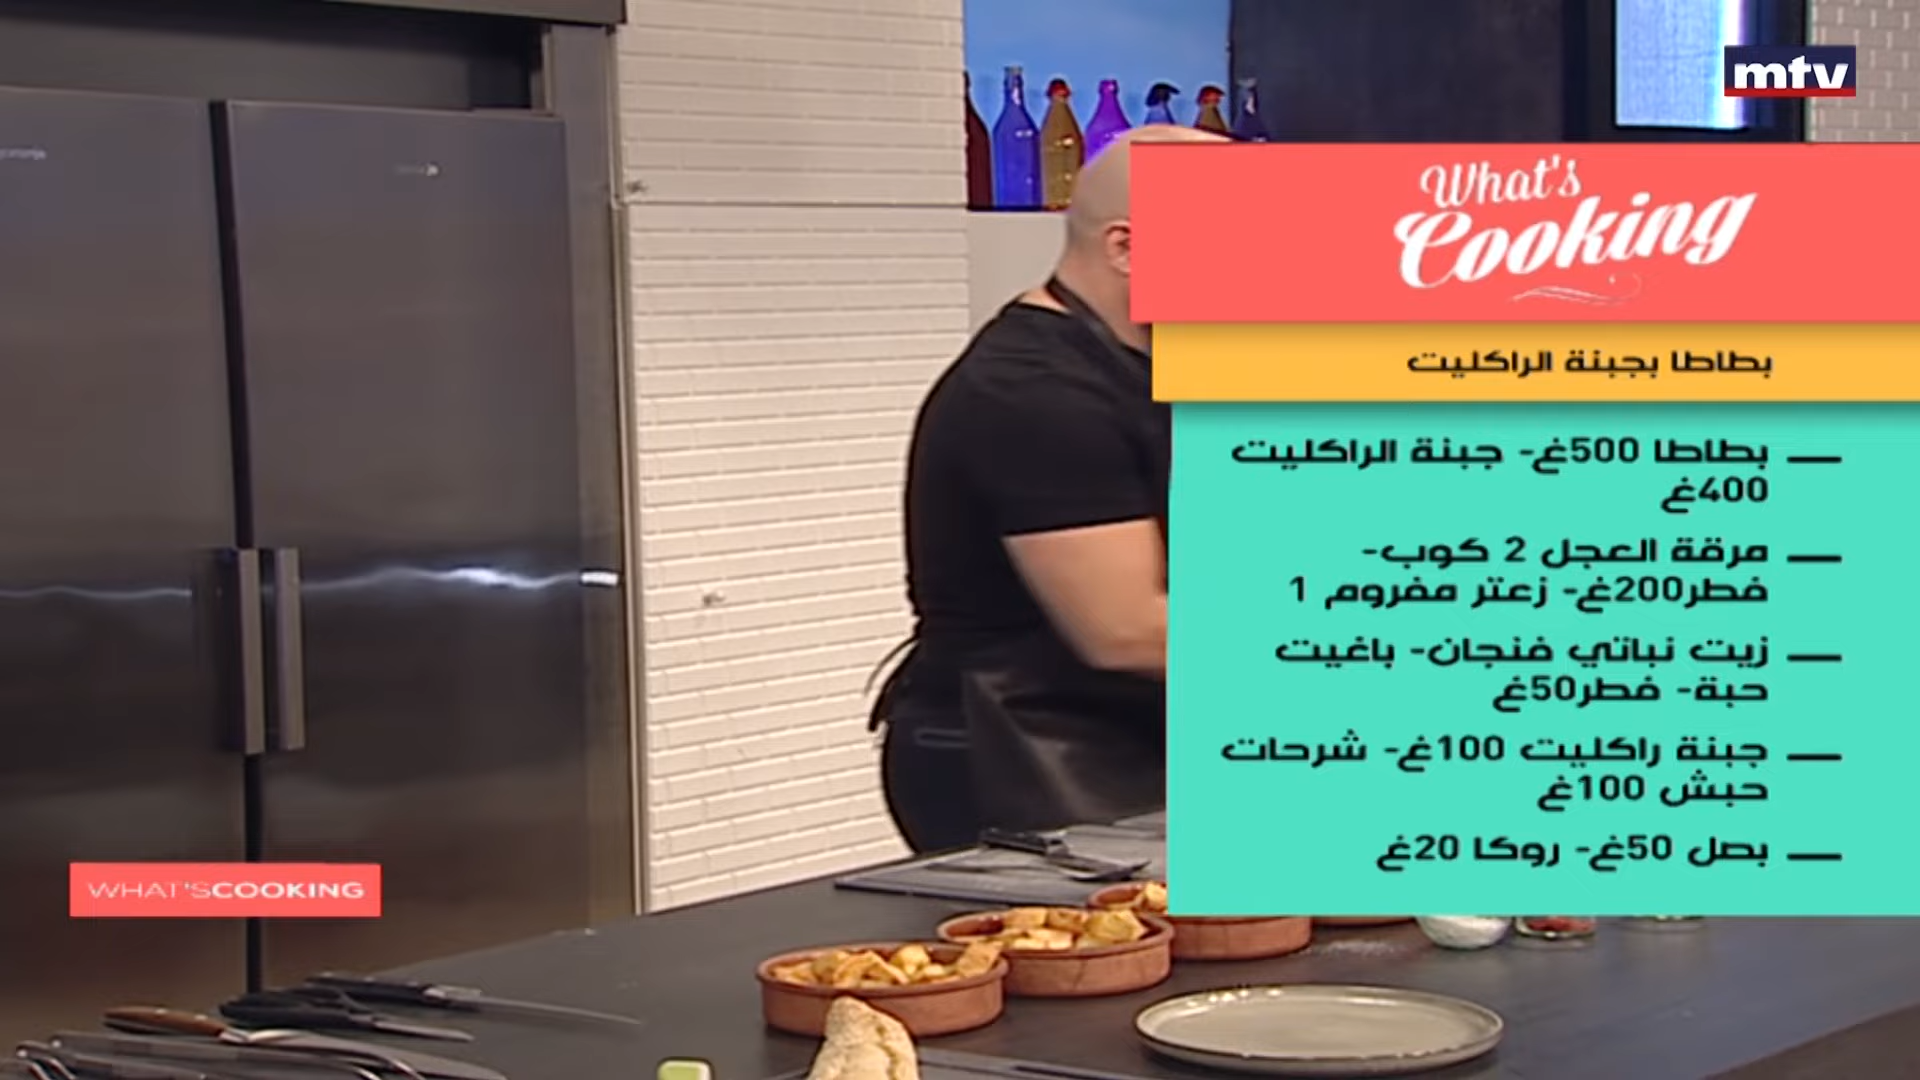 mtv
What's
Cooking
بطاطا بجبنة الراكليت
بطاطا 500غ- جبنة الراكليت
400غ
مرقة العجل 2 كوب-
فطر200غ- زعتر مفروم 1
زيت نباتي فنجان- باغيت
حبة- فطر50غ
جبنة راكليت 100غ- شرحات
حبش 100غ
بصل 50غ- روكا 20غ
WHAT'SCOOKING